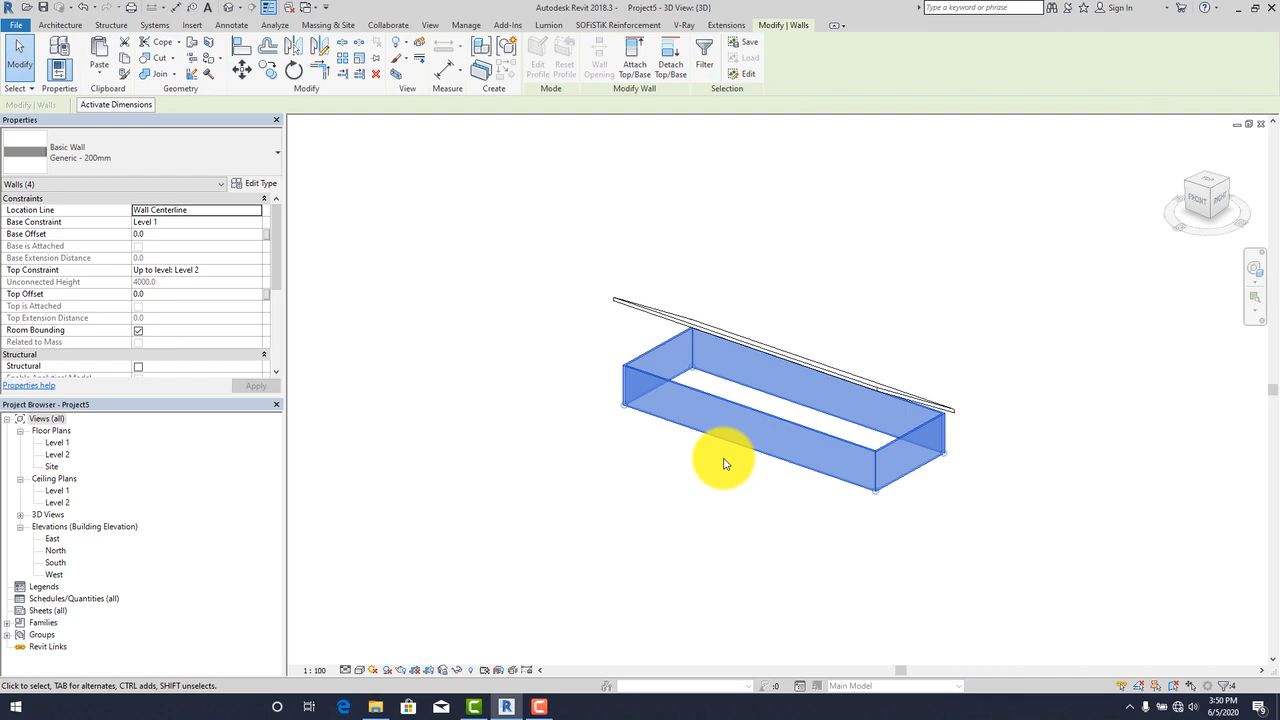 Autodesk Revit 2018.3 - Project5 - 3D View: {3D}
Type a keyword or phrase
Sign In
File Architecture Structure Systems Insert Annotate Analyze Massing & Site Collaborate View Manage Add-Ins Lumion SOFiSTiK Reinforcement V-Ray Extensions Modify | Walls
Modify
Properties
Paste
Cope
Cut
Join
Edit Profile
Reset Profile
Wall Opening
Attach Top/Base
Detach Top/Base
Filter
Save
Load
Edit
Select Properties Clipboard Geometry Modify View Measure Create Mode Modify Wall Selection
Modify | Walls
Activate Dimensions
Properties
Basic Wall
Generic - 200mm
Walls (4)
Edit Type
Constraints
Location Line Wall Centerline
Base Constraint Level 1
Base Offset 0.0
Base is Attached
Base Extension Distance 0.0
Top Constraint Up to level: Level 2
Unconnected Height 4000.0
Top Offset 0.0
Top is Attached
Top Extension Distance 0.0
Room Bounding
Related to Mass
Structural
Structural
Properties help
Apply
Project Browser - Project5
Views (all)
Floor Plans
Level 1
Level 2
Site
Ceiling Plans
Level 1
Level 2
3D Views
Elevations (Building Elevation)
East
North
South
West
Legends
Schedules/Quantities (all)
Sheets (all)
Families
Groups
Revit Links
TOP
FRONT
RIGHT
1 : 100
Click to select, TAB for alternates, CTRL adds, SHIFT unselects.
:0
Main Model
:4
3:50 PM
6/5/2020